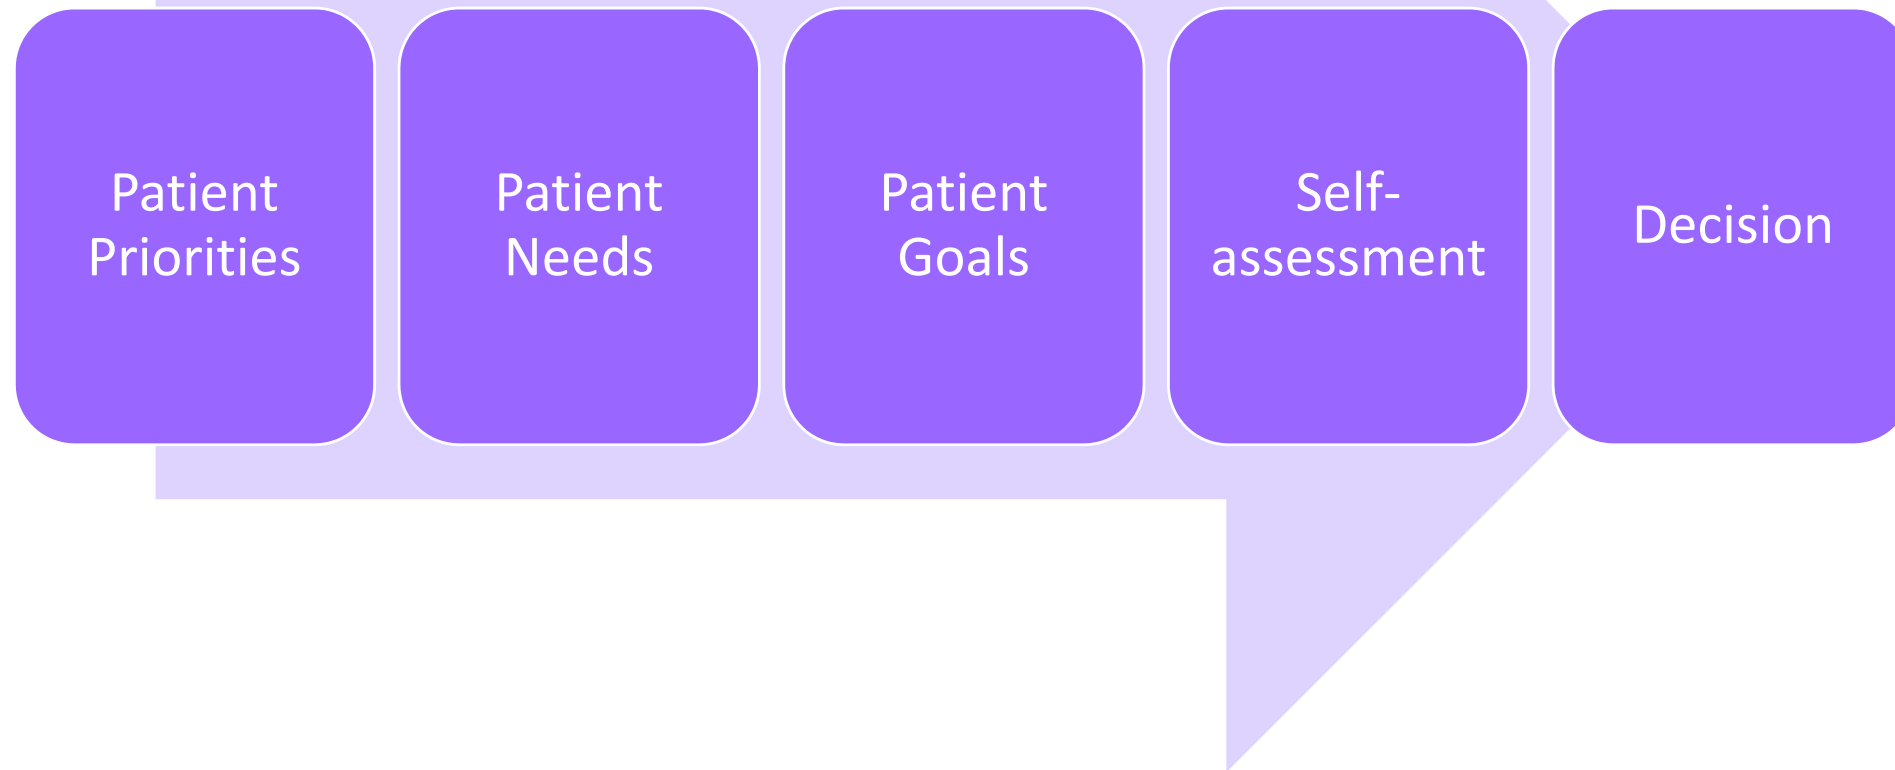 Patient
Priorities
Patient
Needs
Patient
Goals
Self-
assessment
Decision